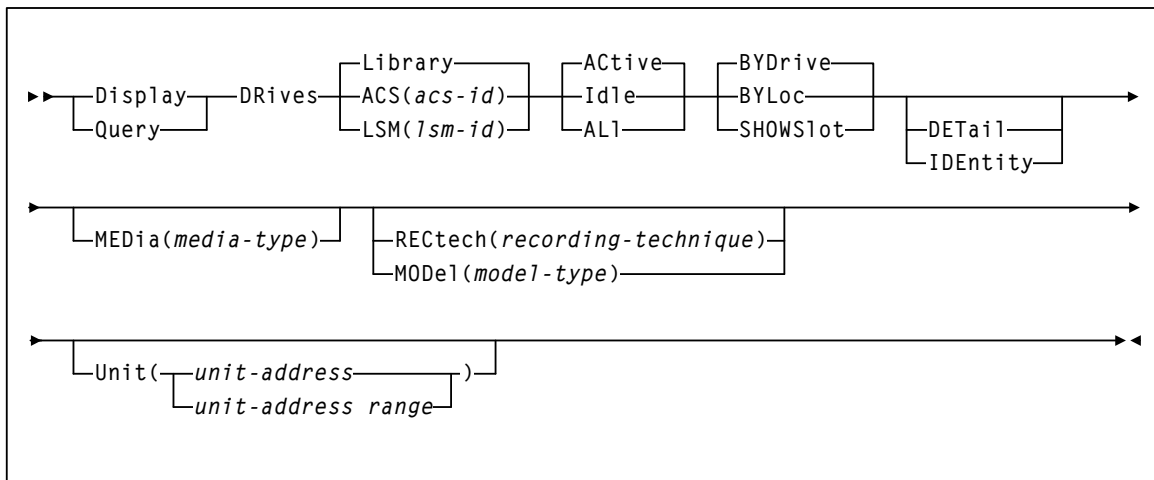 Library ACtive BYDrive
Display DRives ACS(acs-id) Idle BYLoc
Query LSM(lsm-id) ALl SHOWSlot DETail
IDEntity
MEDia(media-type) RECtech(recording-technique)
MODel(model-type)
Unit( unit-address )
unit-address range